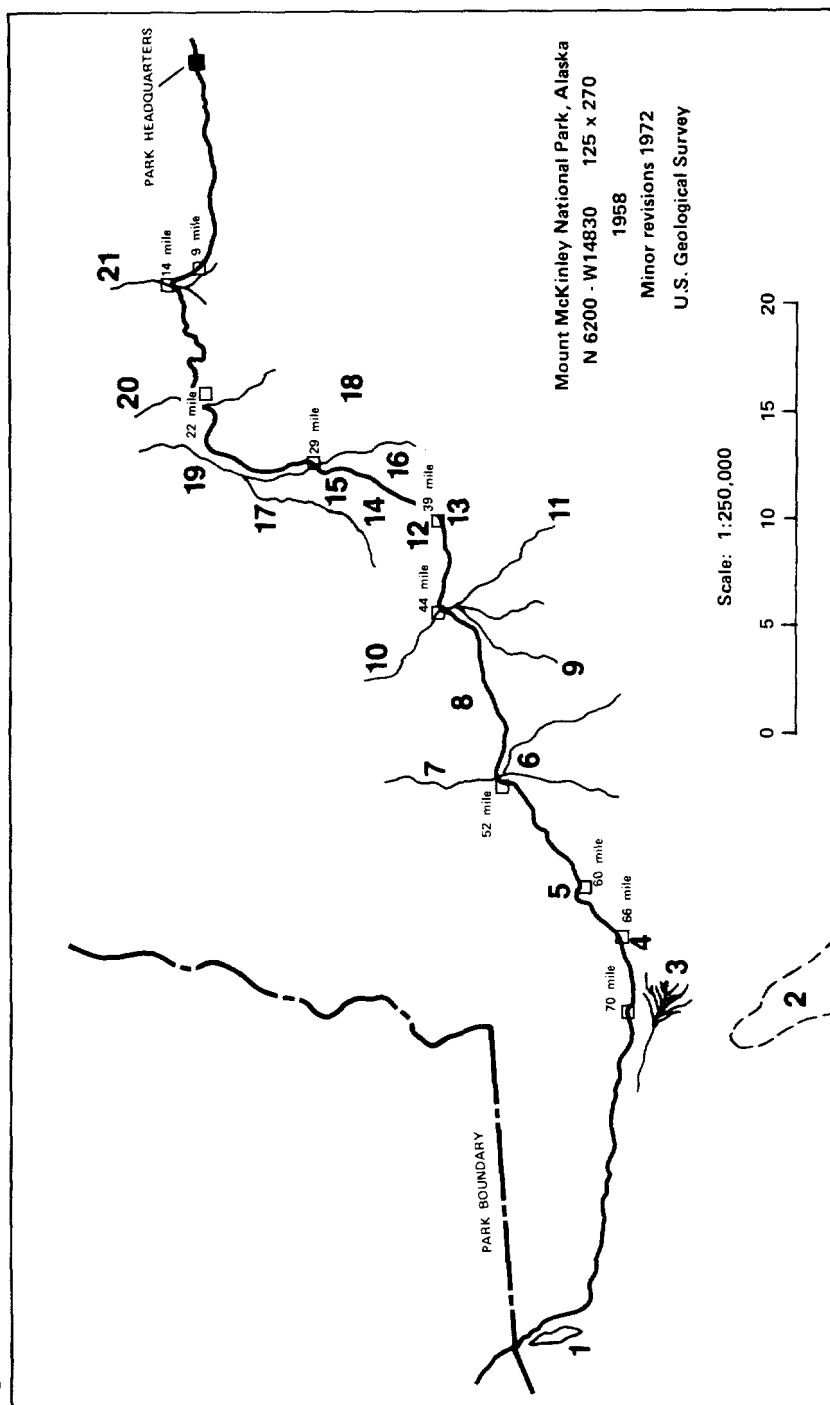 PARK HEADQUARTERS
21
14 mile
9 mile
20
22 mile
19
18
29 mile
17
15
16
14
39 mile
12
13
11
44 mile
10
9
8
7
6
52 mile
5
60 mile
66 mile
4
3
70 mile
2
PARK BOUNDARY
1
Mount McKinley National Park, Alaska
N 6200 - W14830 125 x 270
1958
Minor revisions 1972
U.S. Geological Survey
Scale: 1:250,000
0 5 10 15 20